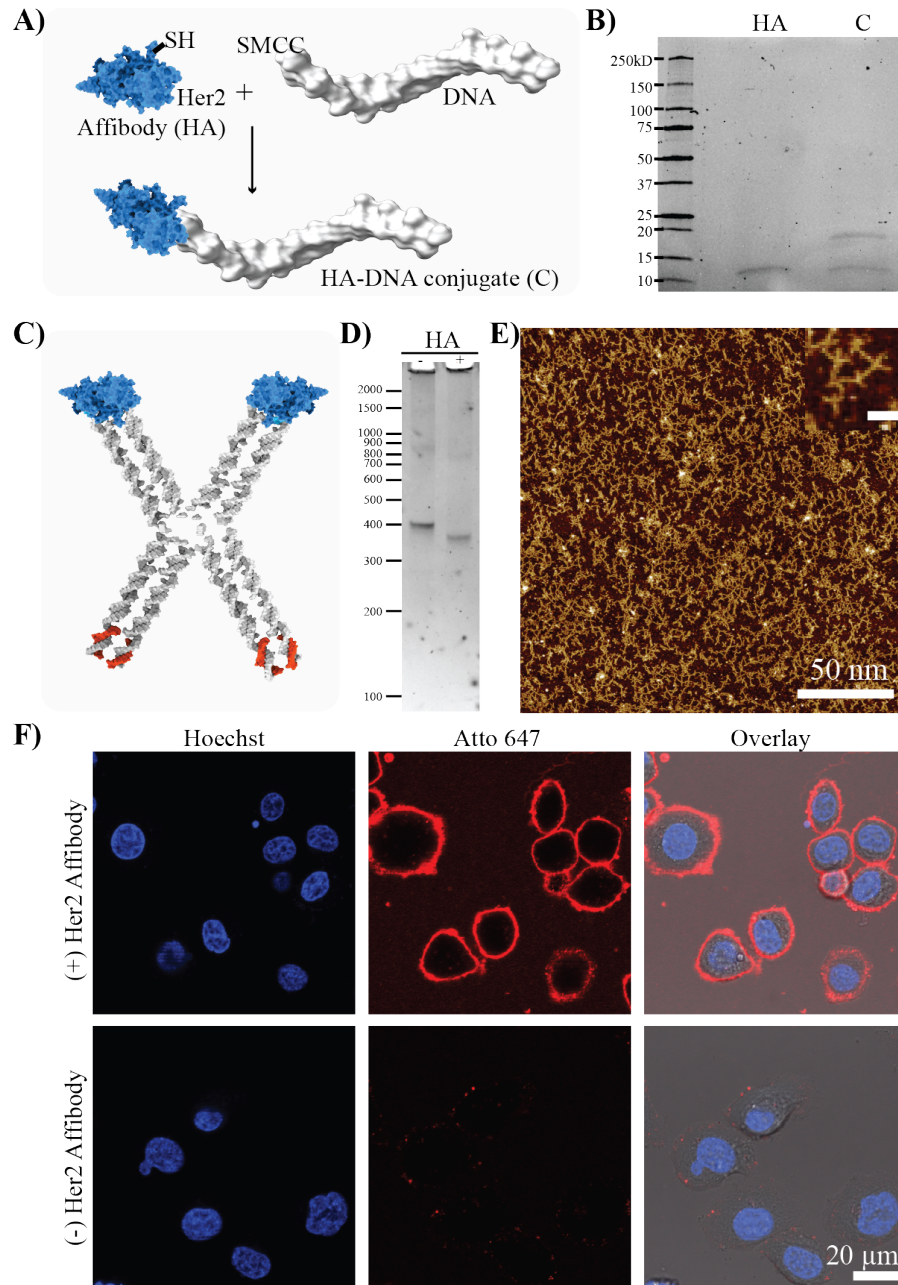 A)
SH
SMCC
Her2
+
DNA
Affibody (HA)
HA-DNA conjugate (C)
B)
HA C
250kD
150
100
75
50
37
25
20
15
10
C)
D)
HA
- +
2000
1500
1000
900
800
700
600
500
400
300
200
100
E)
50 nm
F)
Hoechst Atto 647 Overlay
(+) Her2 Affibody
(-) Her2 Affibody
20 µm